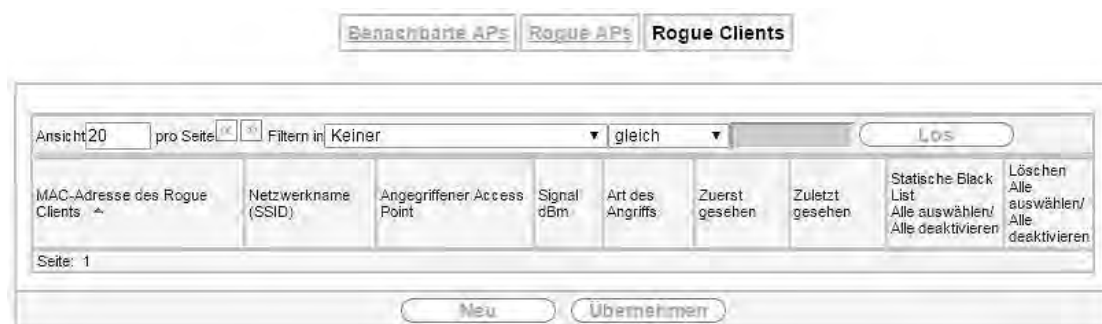 Benachbarte APs Rogue APs Rogue Clients
Ansicht 20 pro Seite << >> Filtern in Keiner gleich Los
MAC-Adresse des Rogue Clients
Netzwerkname (SSID)
Angegriffener Access Point
Signal dBm
Art des Angriffs
Zuerst gesehen
Zuletzt gesehen
Statische Black List
Alle auswählen/
Alle deaktivieren
Löschen
Alle auswählen/
Alle deaktivieren
Seite: 1
Neu Übernehmen